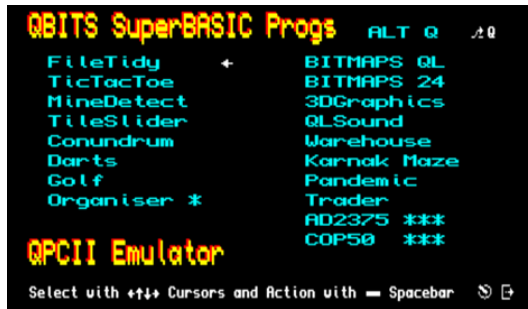 QBITS SuperBASIC Progs ALT Q ⎇Q
FileTidy ← BITMAPS QL
TicTacToe BITMAPS 24
MineDetect 3DGraphics
TileSlider QLSound
Conundrum Warehouse
Darts Karnak Maze
Golf Pandemic
Organiser * Trader
AD2375 ***
COP50 ***
QPCII Emulator
Select with ←↑↓→ Cursors and Action with ▬ Spacebar